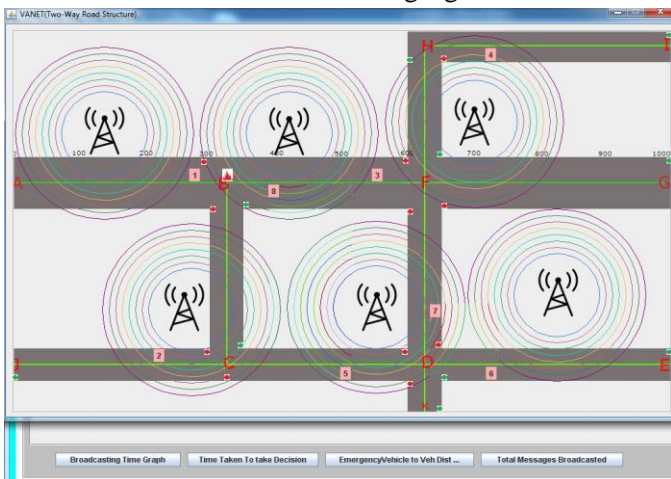 VANET(Two-Way Road Structure)
H I
4
100 200 400 500 600 700 800 900 1000
A 1 B 8 3 F G
7
2
J C 5 D 6 E
K
Broadcasting Time Graph Time Taken To take Decision EmergencyVehicle to Veh Dist ... Total Messages Broadcasted